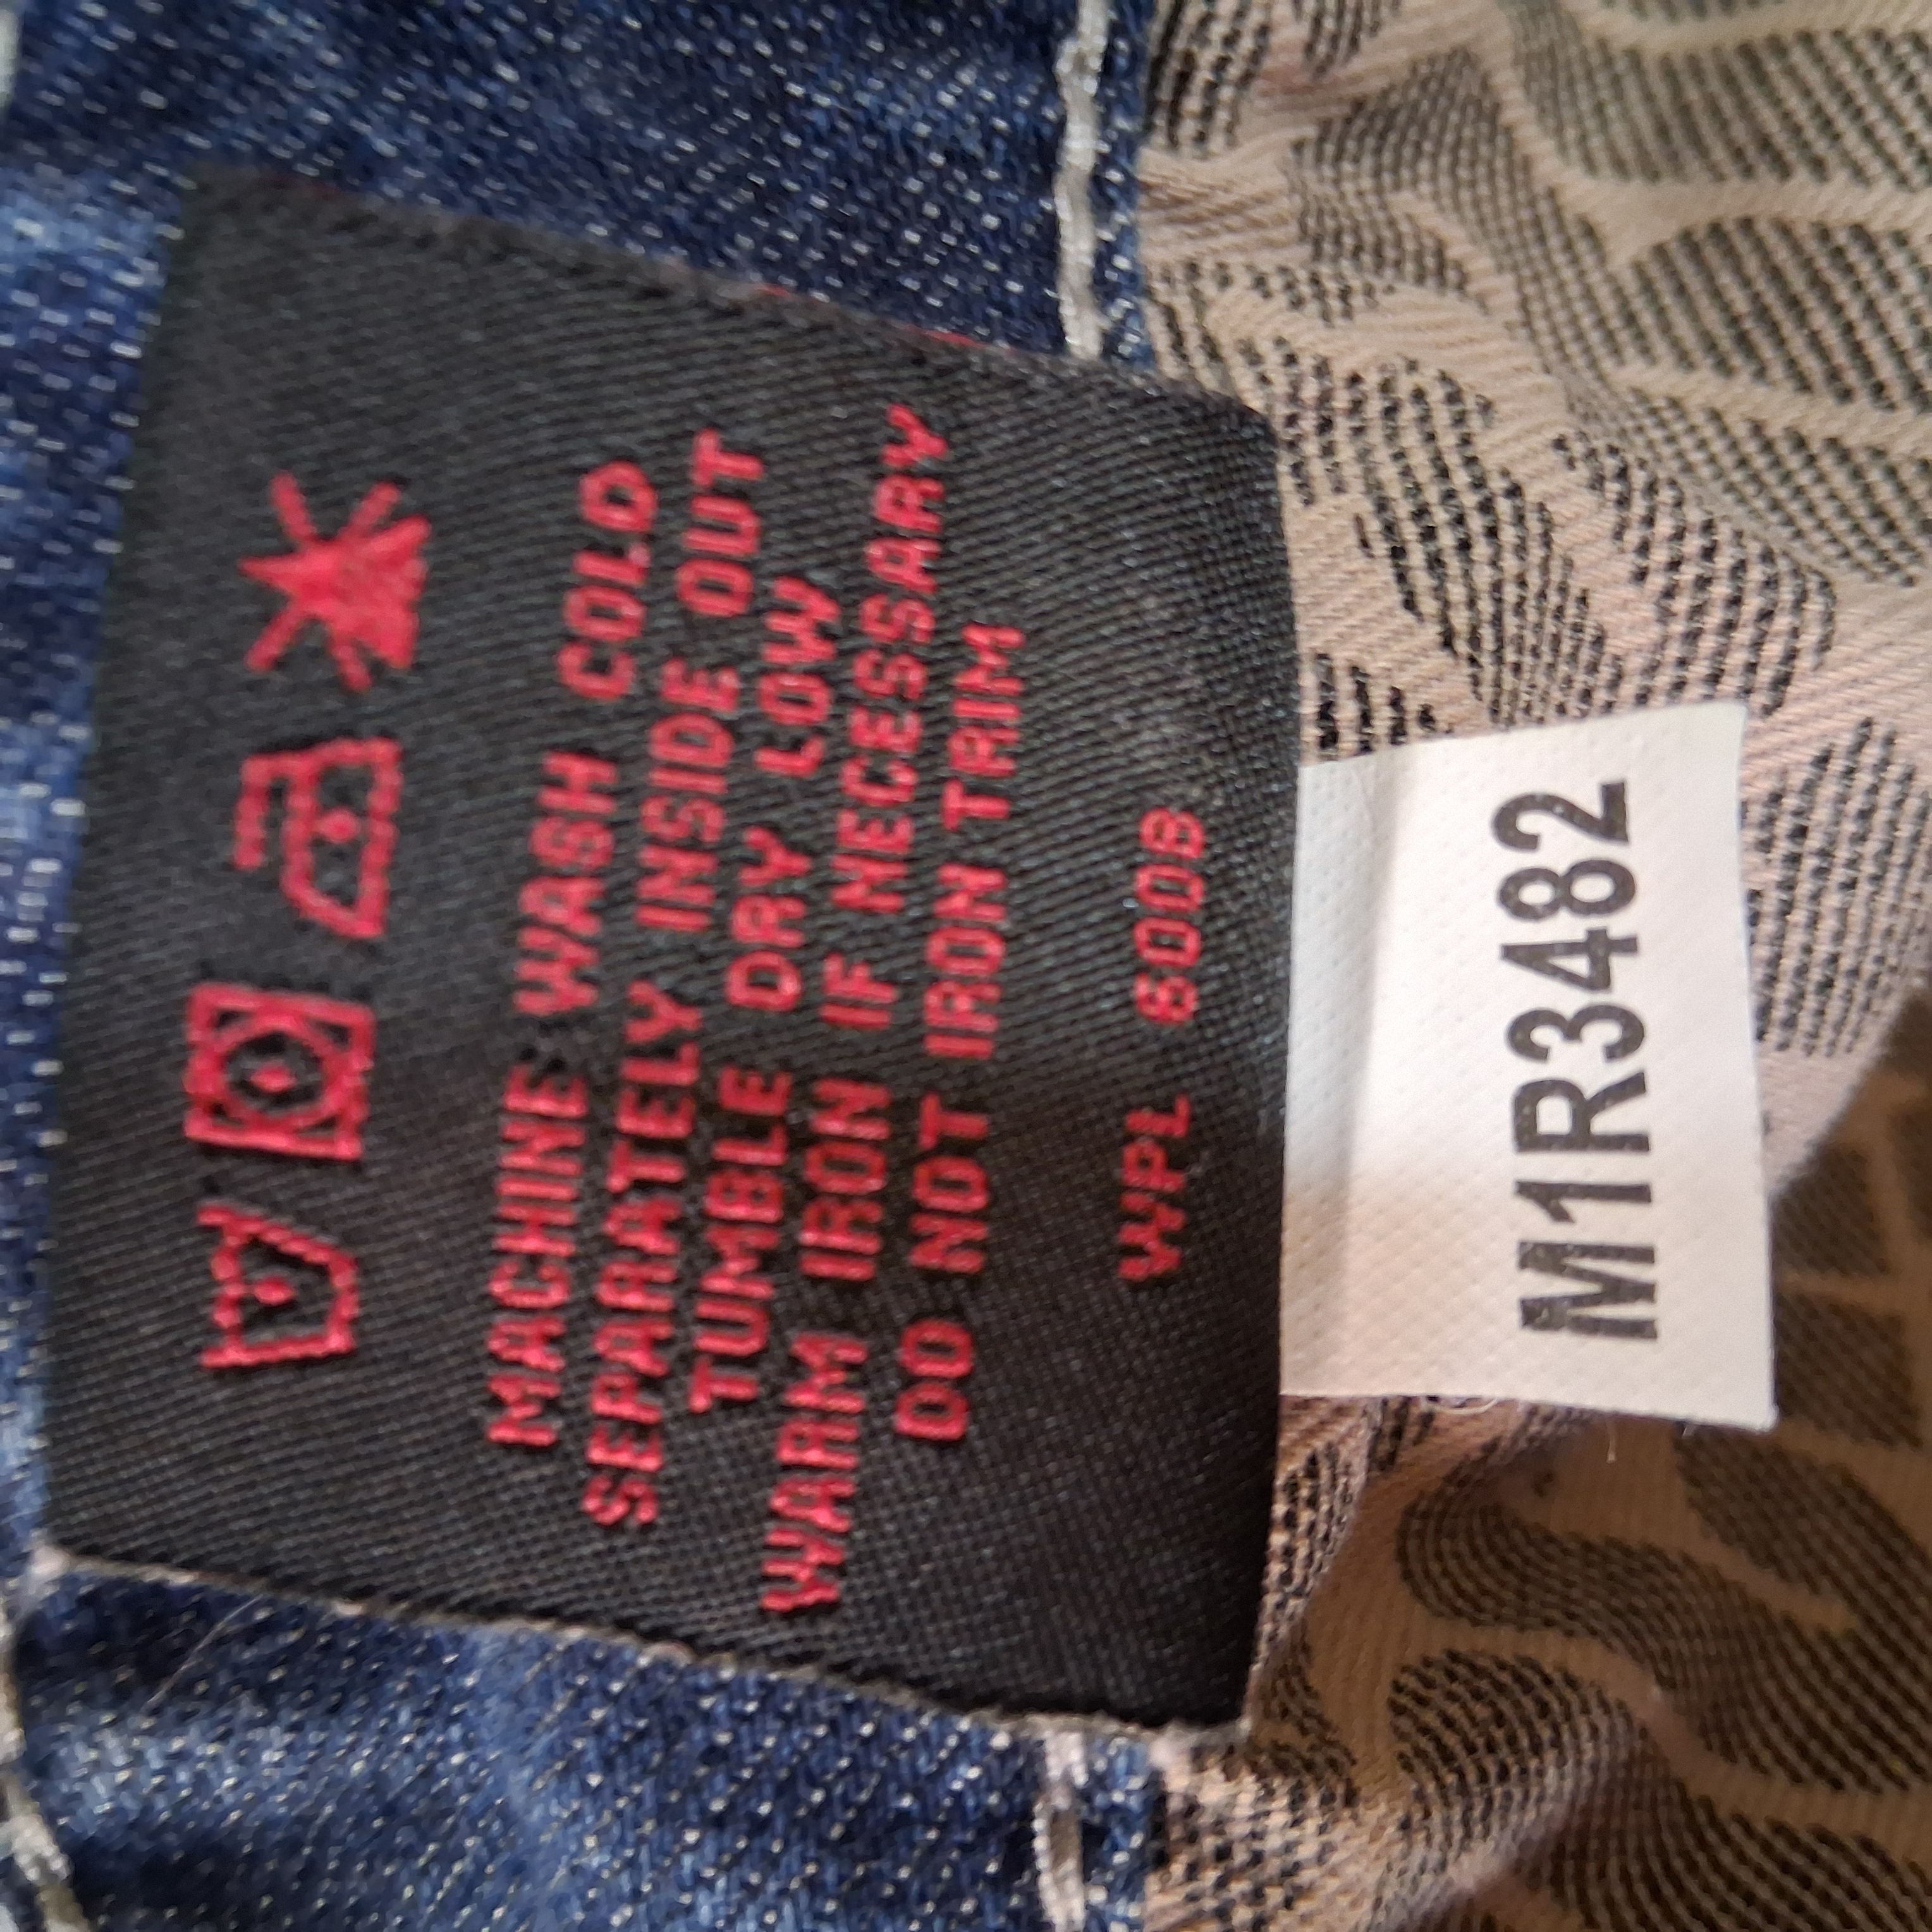 MACHINE WASH COLD
SEPARATELY INSIDE OUT
TUMBLE DRY LOW
WARM IRON IF NECESSARY
DO NOT IRON TRIM
WPL 6008
M1R3482